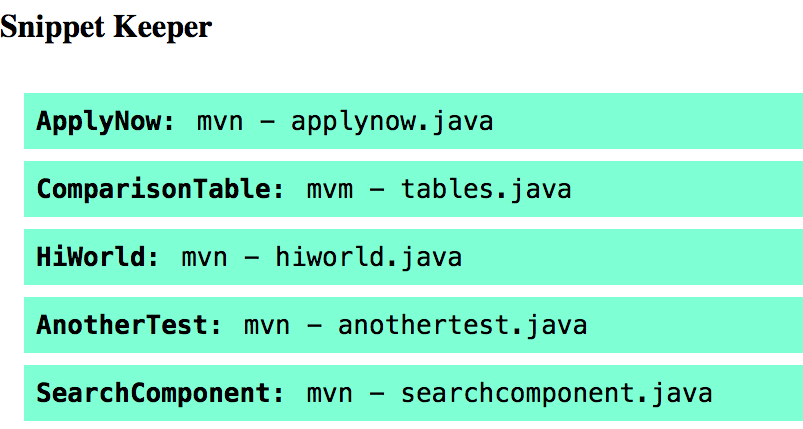 Snippet Keeper
ApplyNow: mvn - applynow.java
ComparisonTable: mvm - tables.java
HiWorld: mvn - hiworld.java
AnotherTest: mvn - anothertest.java
SearchComponent: mvn - searchcomponent.java